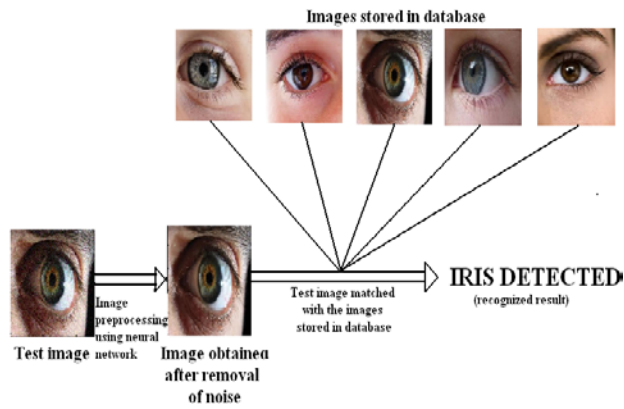 Images stored in database
IRIS DETECTED
(recognized result)
Test image matched
with the images
stored in database
Image
preprocessing
using neural
network
Test image
Image obtained
after removal
of noise